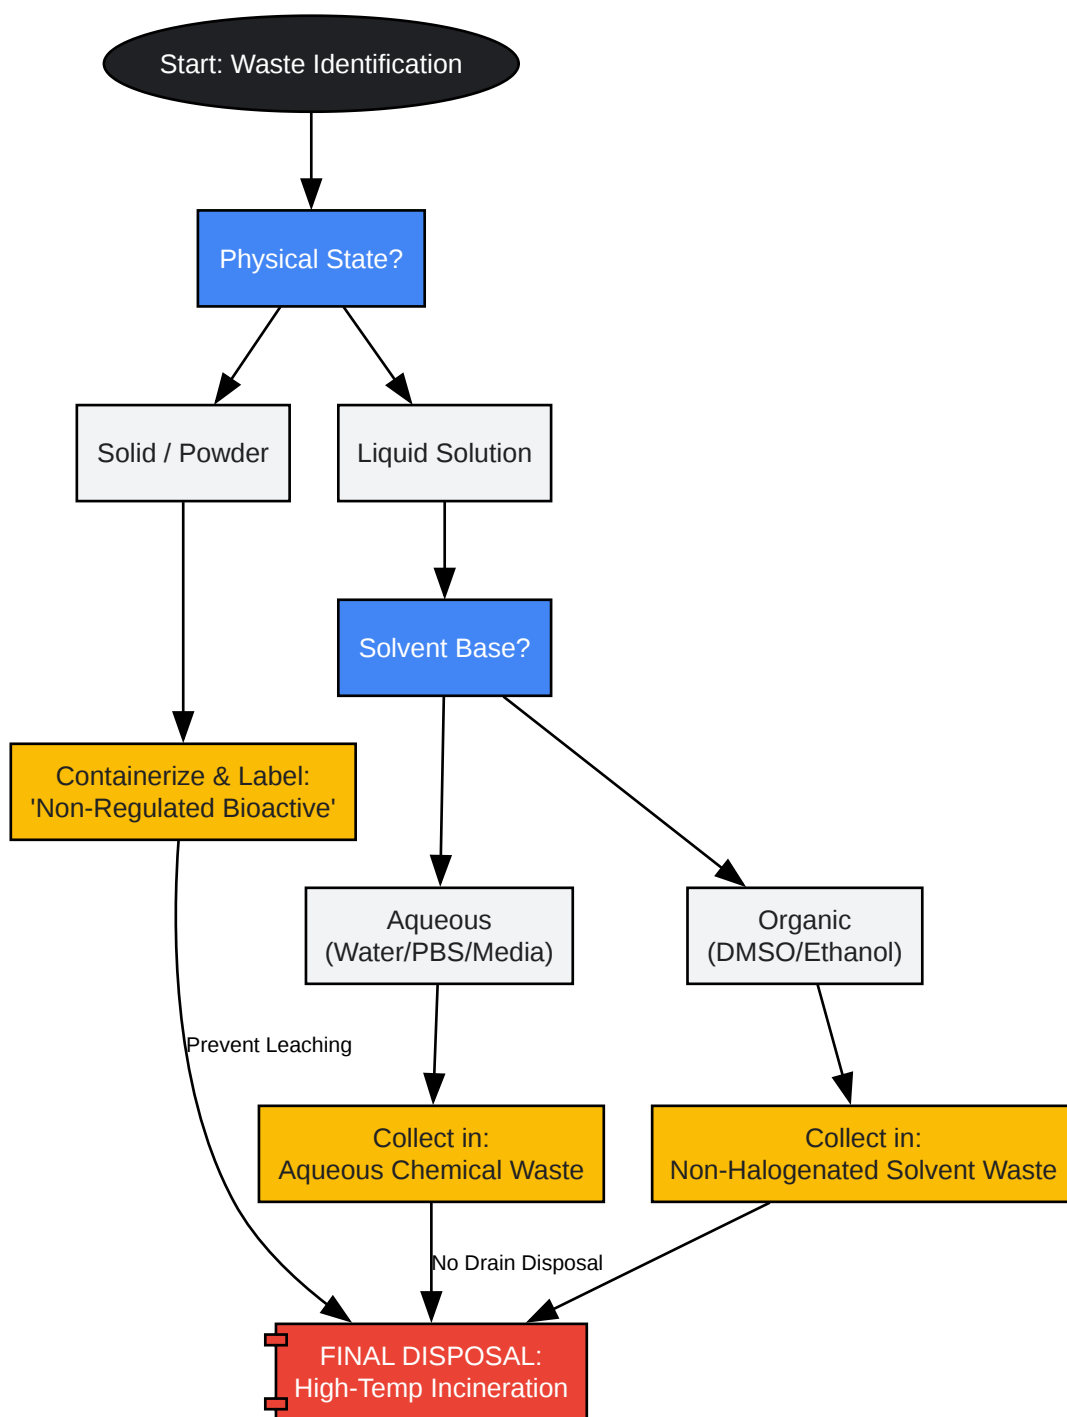 Start: Waste Identification
Physical State?
Solid / Powder
Liquid Solution
Solvent Base?
Containerize & Label:
'Non-Regulated Bioactive'
Aqueous
(Water/PBS/Media)
Organic
(DMSO/Ethanol)
Prevent Leaching
Collect in:
Aqueous Chemical Waste
Collect in:
Non-Halogenated Solvent Waste
No Drain Disposal
FINAL DISPOSAL:
High-Temp Incineration